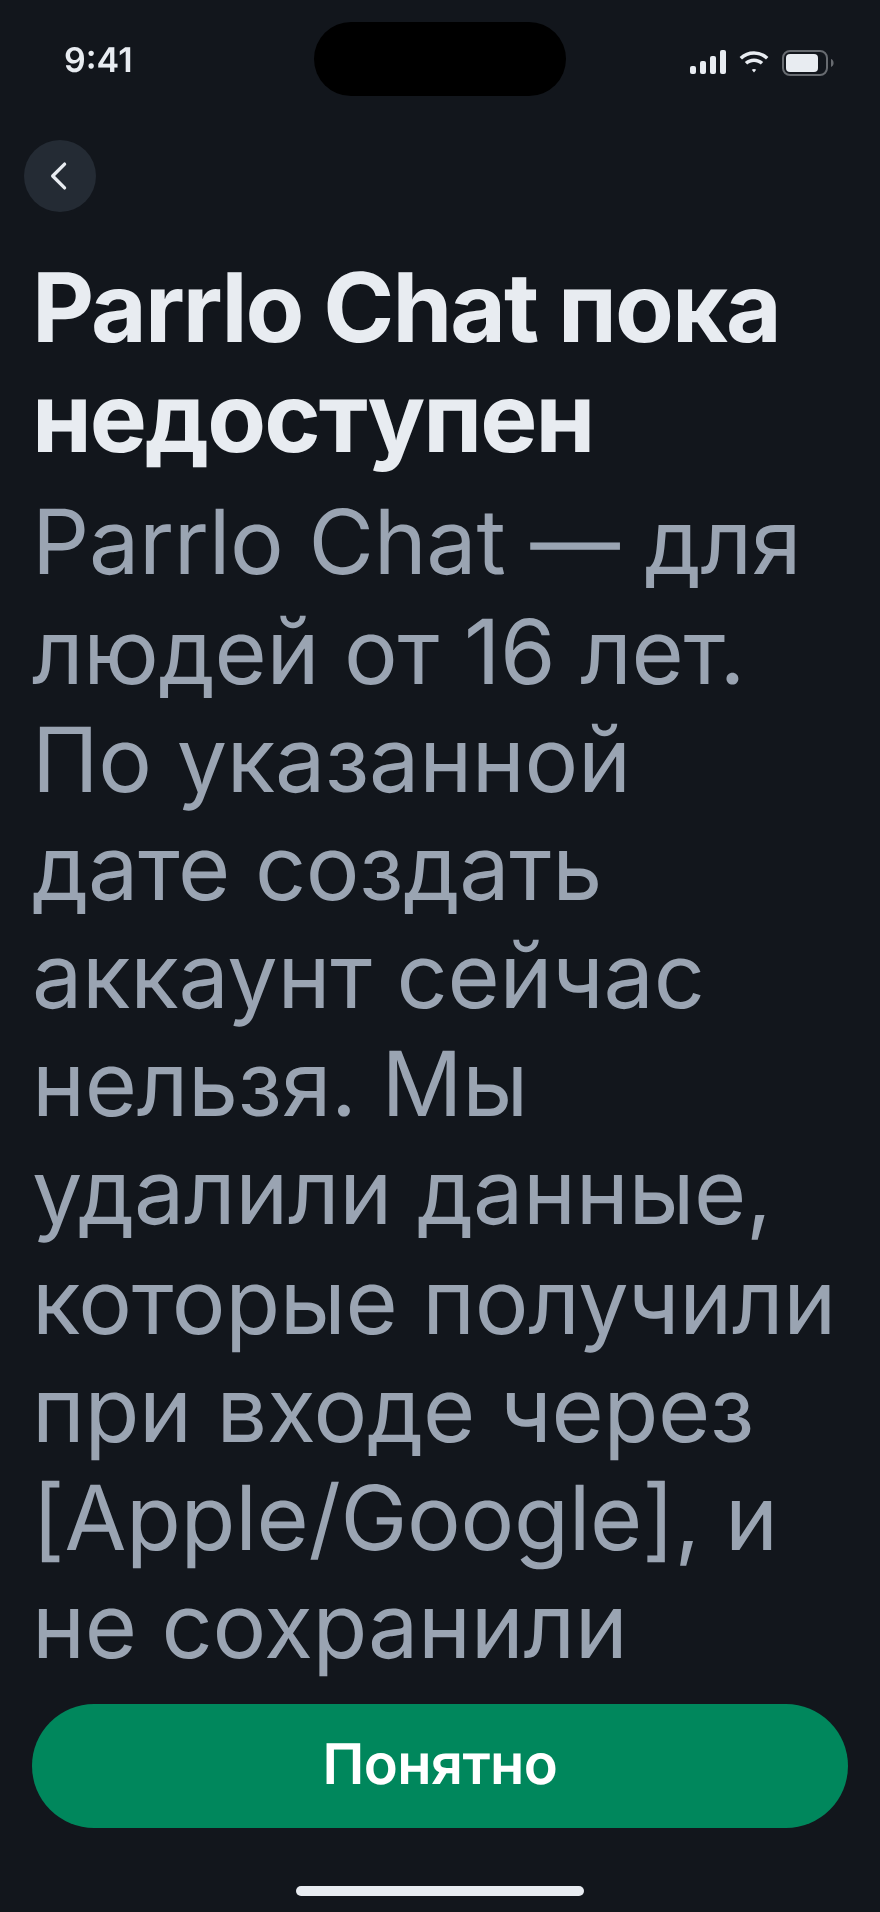 9:41
Parrlo Chat пока
недоступен
Parrlo Chat — для
людей от 16 лет.
По указанной
дате создать
аккаунт сейчас
нельзя. Мы
удалили данные,
которые получили
при входе через
[Apple/Google], и
не сохранили
Понятно